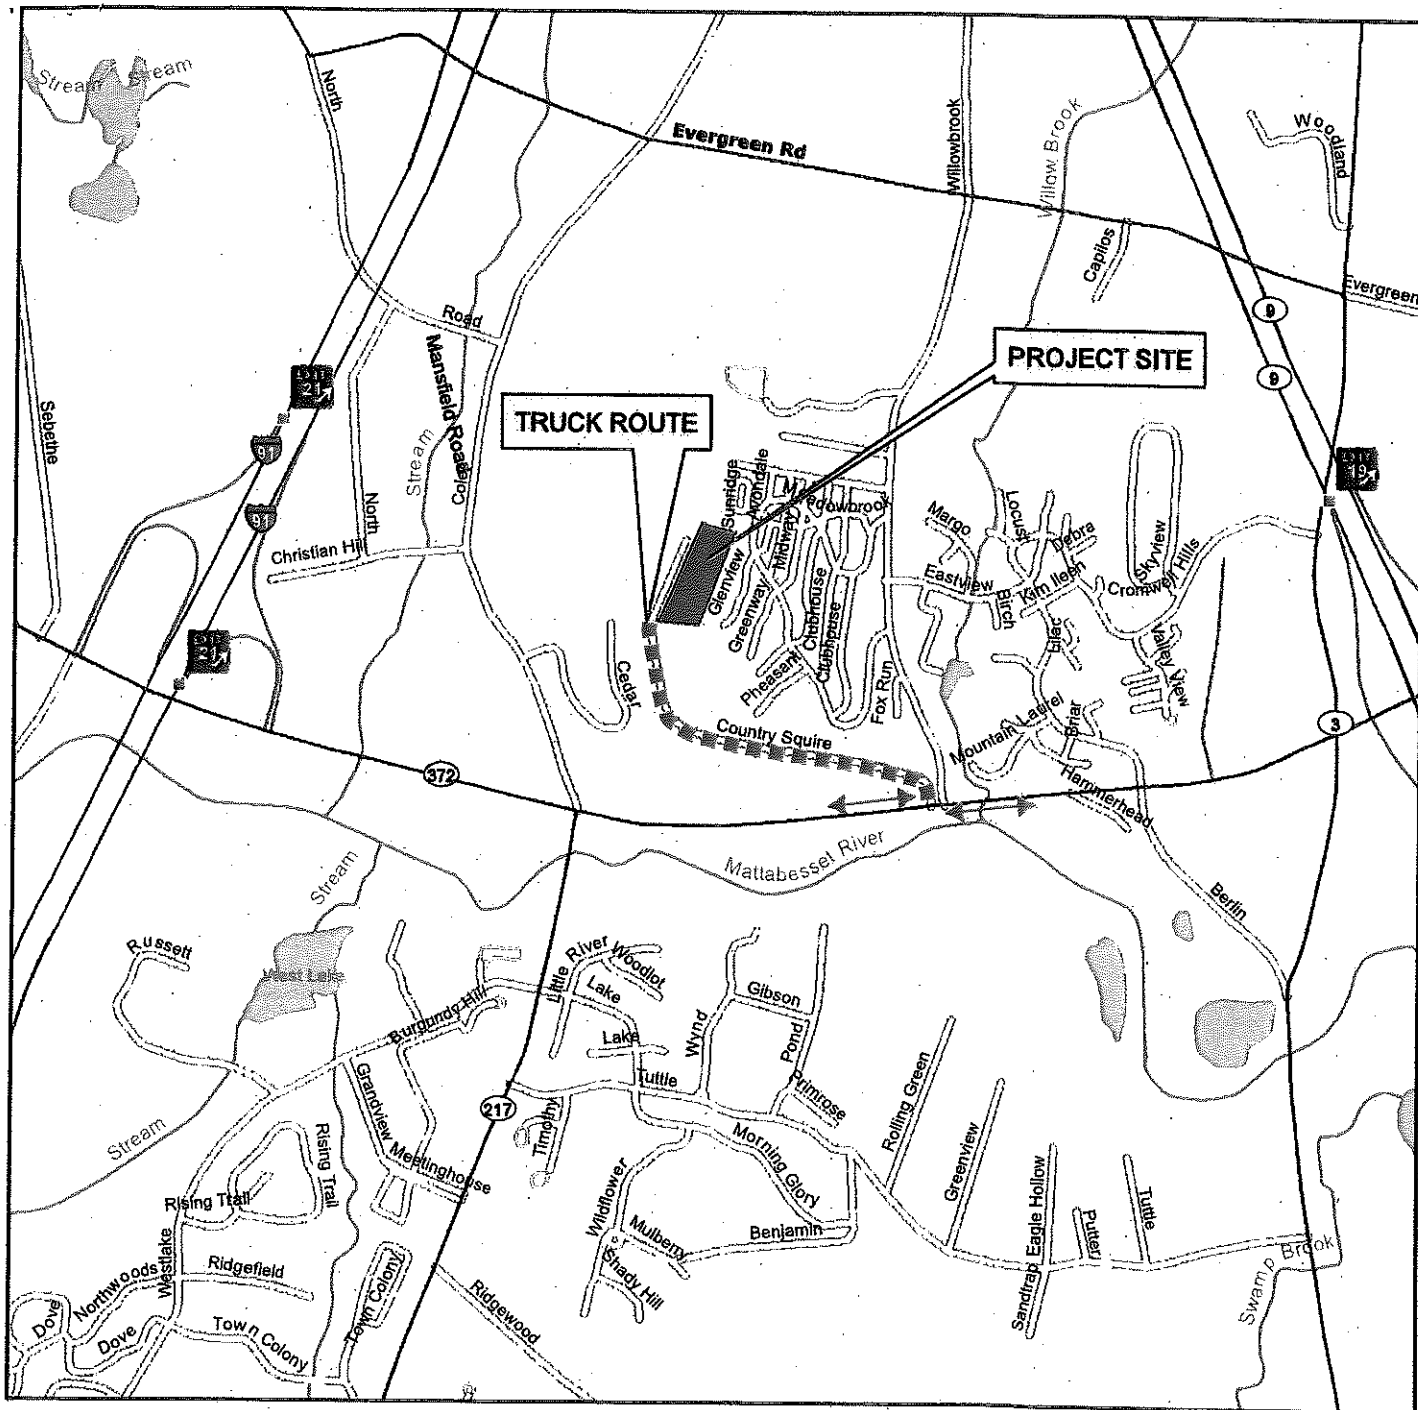 Stream
Stream
North
Evergreen Rd
Willowbrook
Willow Brook
Woodland
Capilos
Evergreen
9
Road
Mansfield Road
PROJECT SITE
9
EXIT
21
TRUCK ROUTE
Sebethe
91
Stream
North
Sunridge
Avondale
Meadowbrook
Midway
Margo
Locust
Debra
Skyview
EXIT
19
91
Christian Hill
Glenview
Greenway
Clubhouse
Clubhouse
Eastview
Birch
Kim Ileen
Cromwell Hills
EXIT
21
Cedar
Pheasant
Fox Run
Lilac
Valley View
Mountain Laurel
Briar
3
Country Squire
372
Hammerhead
Mattabesset River
Stream
Berlin
Russett
West Lake
Little River
Woodlot
Lake
Gibson
Burgundy Hill
Lake
Wynd
Pond
Tuttle
Primrose
Rolling Green
Grandview
217
Timothy
Morning Glory
Greenview
Stream
Rising Trail
Meetinghouse
Rising Trail
Wildflower
Mulberry
Benjamin
Sandtrap Eagle Hollow
Putter
Tuttle
Westlake
Ridgefield
Northwoods
Town Colony
Shady Hill
Swamp Brook
Dove
Dove
Town Colony
Ridgewood